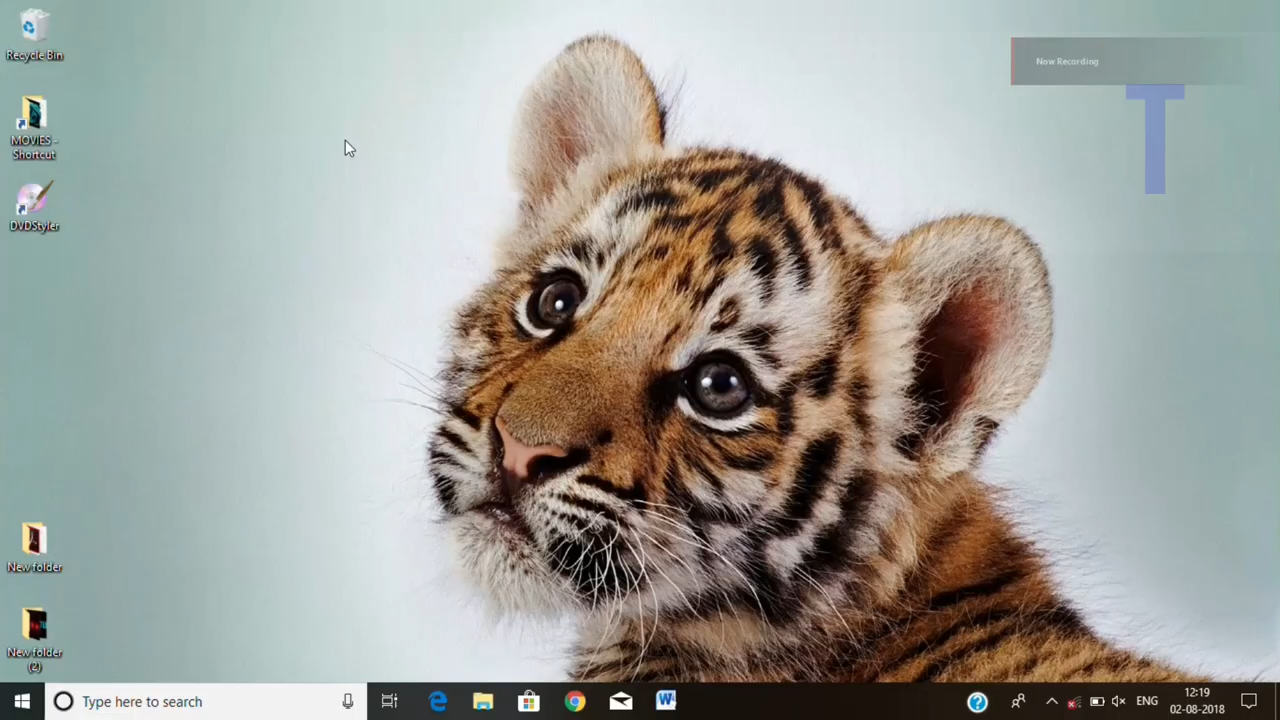 Recycle Bin
Now Recording
T
MOVIES -
Shortcut
DVDStyler
New folder
New folder
(2)
Type here to search
ENG
12:19
02-08-2018